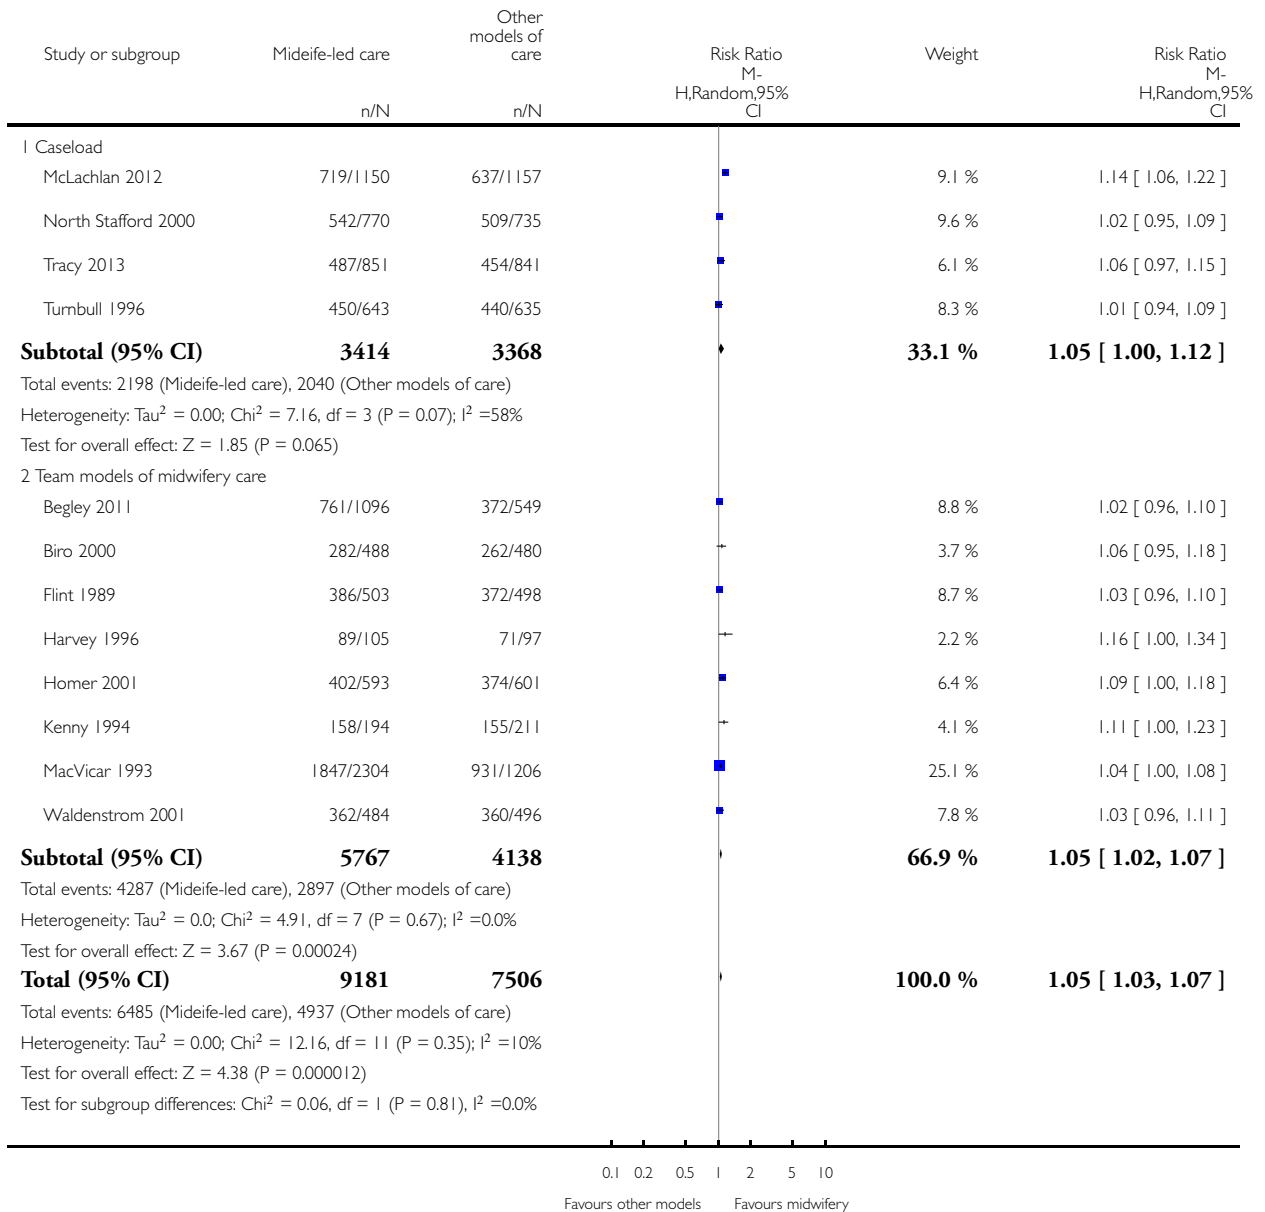 Other
models of
Study or subgroup Mideife-led care care Risk Ratio Weight Risk Ratio
M- M-
H,Random,95% H,Random,95%
n/N n/N CI CI
1 Caseload
McLachlan 2012 719/1150 637/1157 9.1 % 1.14 [ 1.06, 1.22 ]
North Stafford 2000 542/770 509/735 9.6 % 1.02 [ 0.95, 1.09 ]
Tracy 2013 487/851 454/841 6.1 % 1.06 [ 0.97, 1.15 ]
Turnbull 1996 450/643 440/635 8.3 % 1.01 [ 0.94, 1.09 ]
Subtotal (95% CI) 3414 3368 33.1 % 1.05 [ 1.00, 1.12 ]
Total events: 2198 (Mideife-led care), 2040 (Other models of care)
Heterogeneity: Tau² = 0.00; Chi² = 7.16, df = 3 (P = 0.07); I² =58%
Test for overall effect: Z = 1.85 (P = 0.065)
2 Team models of midwifery care
Begley 2011 761/1096 372/549 8.8 % 1.02 [ 0.96, 1.10 ]
Biro 2000 282/488 262/480 3.7 % 1.06 [ 0.95, 1.18 ]
Flint 1989 386/503 372/498 8.7 % 1.03 [ 0.96, 1.10 ]
Harvey 1996 89/105 71/97 2.2 % 1.16 [ 1.00, 1.34 ]
Homer 2001 402/593 374/601 6.4 % 1.09 [ 1.00, 1.18 ]
Kenny 1994 158/194 155/211 4.1 % 1.11 [ 1.00, 1.23 ]
MacVicar 1993 1847/2304 931/1206 25.1 % 1.04 [ 1.00, 1.08 ]
Waldenstrom 2001 362/484 360/496 7.8 % 1.03 [ 0.96, 1.11 ]
Subtotal (95% CI) 5767 4138 66.9 % 1.05 [ 1.02, 1.07 ]
Total events: 4287 (Mideife-led care), 2897 (Other models of care)
Heterogeneity: Tau² = 0.0; Chi² = 4.91, df = 7 (P = 0.67); I² =0.0%
Test for overall effect: Z = 3.67 (P = 0.00024)
Total (95% CI) 9181 7506 100.0 % 1.05 [ 1.03, 1.07 ]
Total events: 6485 (Mideife-led care), 4937 (Other models of care)
Heterogeneity: Tau² = 0.00; Chi² = 12.16, df = 11 (P = 0.35); I² =10%
Test for overall effect: Z = 4.38 (P = 0.000012)
Test for subgroup differences: Chi² = 0.06, df = 1 (P = 0.81), I² =0.0%
0.1 0.2 0.5 1 2 5 10
Favours other models Favours midwifery